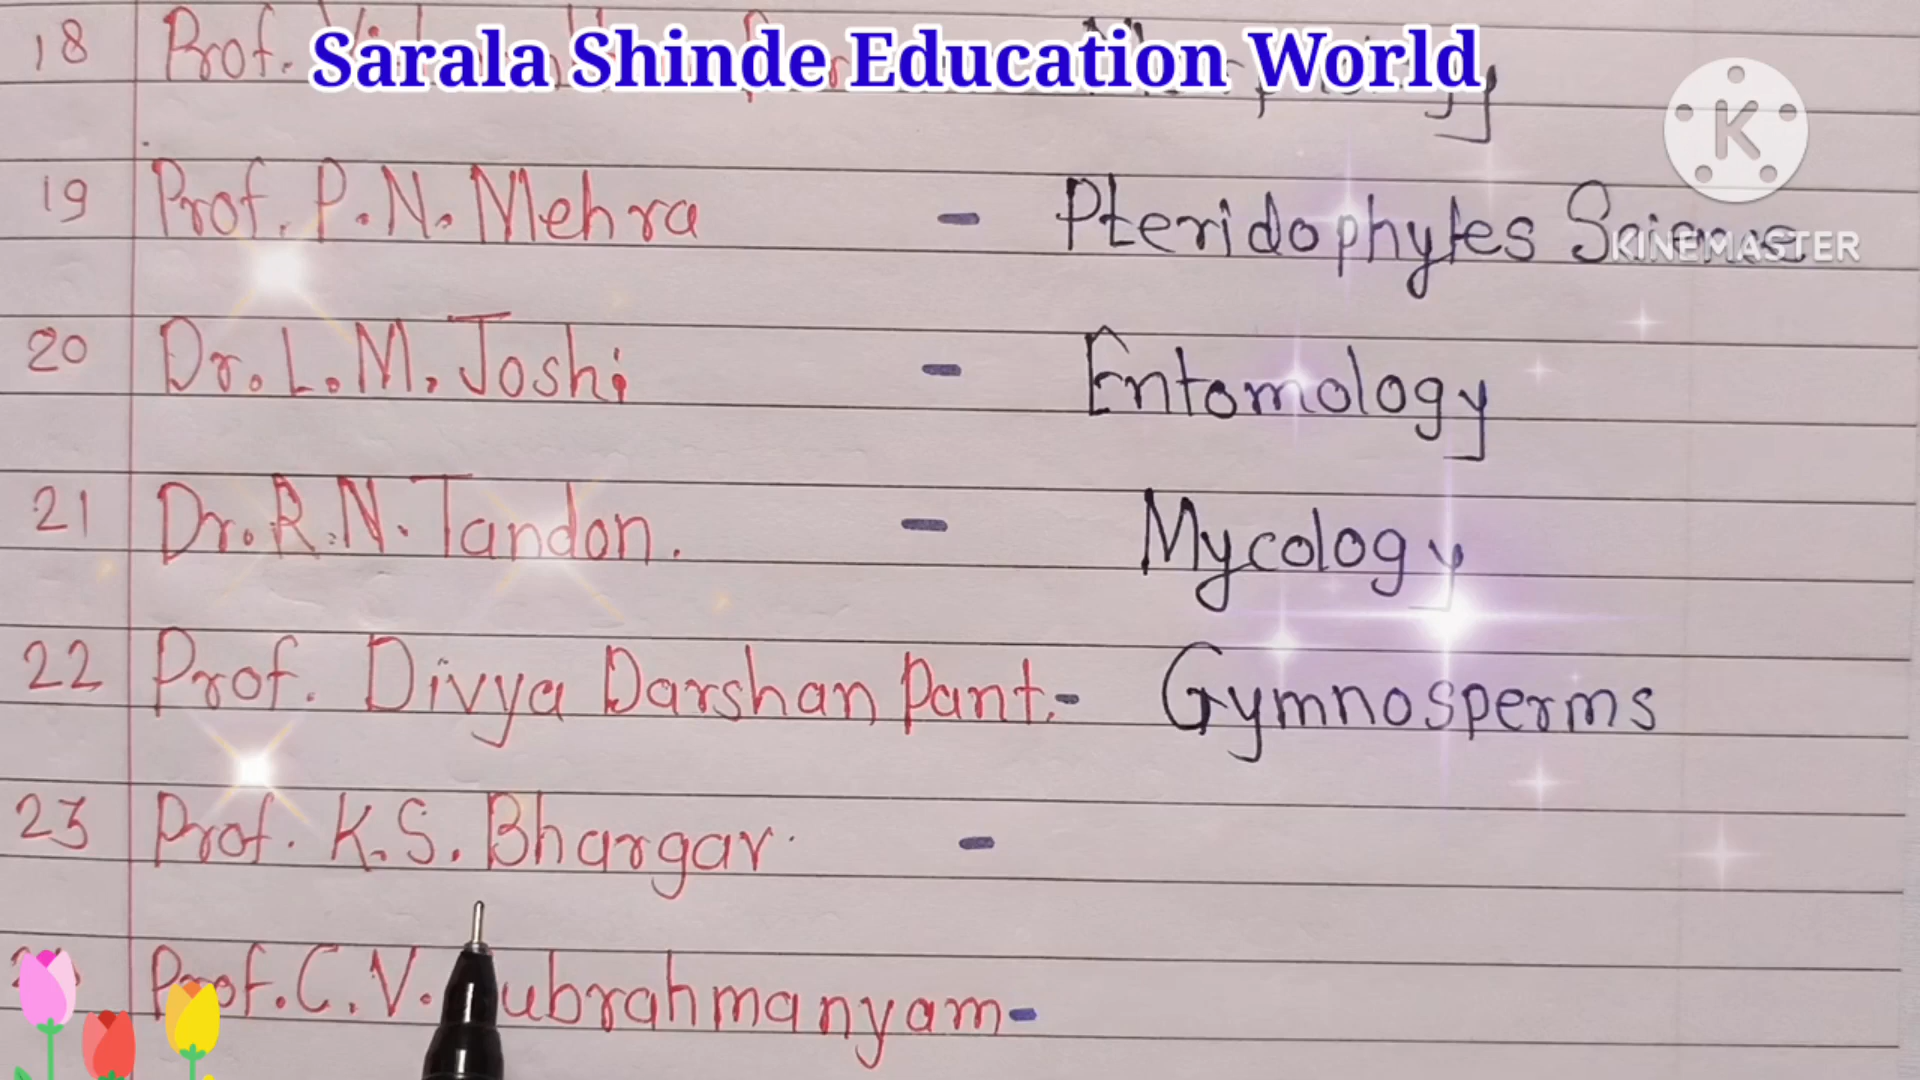 Sarala Shinde Education World
18 Prof.
K
19 Prof. P. N. Mehra - Pteridophytes Science
KINEMASTER
20 Dr. L. M. Joshi - Entomology
21 Dr. R. N. Tandon. - Mycology
22 Prof. Divya Darshan Pant. - Gymnosperms
23 Prof. K. S. Bhargav -
Prof. C. V. ubrahmanyam -